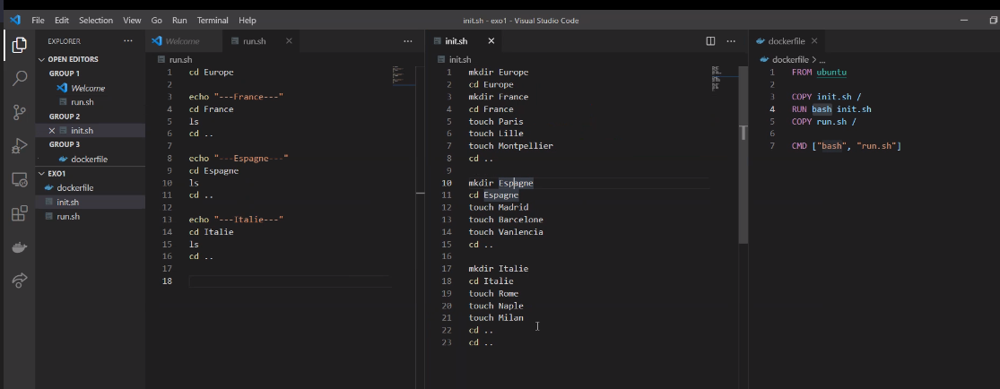 File Edit Selection View Go Run Terminal Help
init.sh - exo1 - Visual Studio Code
EXPLORER
OPEN EDITORS
GROUP 1
Welcome
run.sh
GROUP 2
init.sh
GROUP 3
dockerfile
EXO1
dockerfile
init.sh
run.sh
Welcome run.sh
run.sh
1 cd Europe
2
3 echo "---France---"
4 cd France
5 ls
6 cd ..
7
8 echo "---Espagne---"
9 cd Espagne
10 ls
11 cd ..
12
13 echo "---Italie---"
14 cd Italie
15 ls
16 cd ..
17
18
init.sh
init.sh
1 mkdir Europe
2 cd Europe
3 mkdir France
4 cd France
5 touch Paris
6 touch Lille
7 touch Montpellier
8 cd ..
9
10 mkdir Espagne
11 cd Espagne
12 touch Madrid
13 touch Barcelone
14 touch Vanlencia
15 cd ..
16
17 mkdir Italie
18 cd Italie
19 touch Rome
20 touch Naple
21 touch Milan
22 cd ..
23 cd ..
dockerfile
dockerfile > ...
1 FROM ubuntu
2
3 COPY init.sh /
4 RUN bash init.sh
5 COPY run.sh /
6
7 CMD ["bash", "run.sh"]